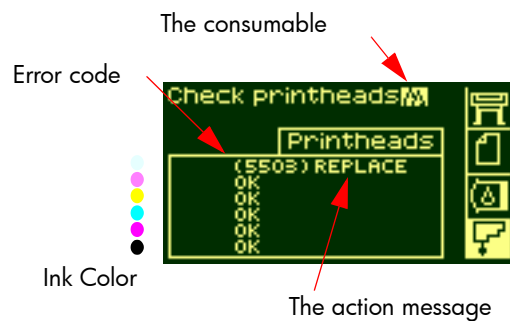 The consumable
Error code
Check printheads
Printheads
(5503) REPLACE
OK
OK
OK
OK
OK
Ink Color
The action message